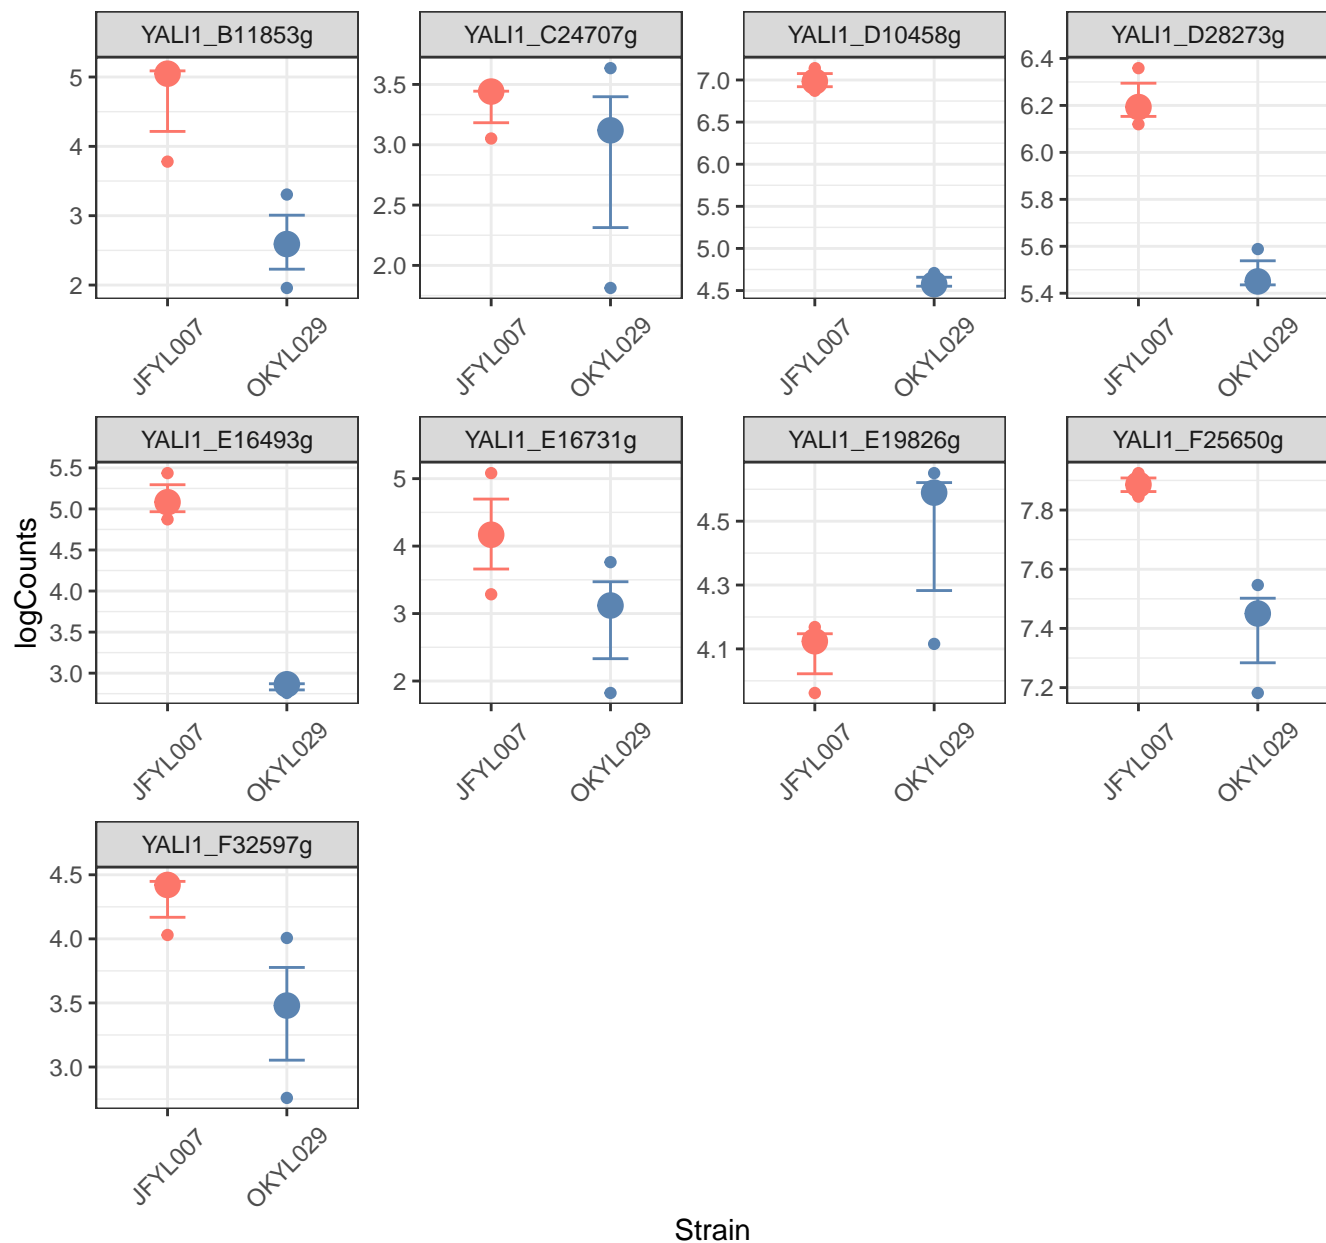 YALI1_B11853g
YALI1_C24707g
YALI1_D10458g
YALI1_D28273g
5
4
3
2
3.5
3.0
2.5
2.0
7.0
6.5
6.0
5.5
5.0
4.5
6.4
6.2
6.0
5.8
5.6
5.4
JFYL007
OKYL029
JFYL007
OKYL029
JFYL007
OKYL029
JFYL007
OKYL029
YALI1_E16493g
YALI1_E16731g
YALI1_E19826g
YALI1_F25650g
logCounts
5.5
5.0
4.5
4.0
3.5
3.0
5
4
3
2
4.5
4.3
4.1
7.8
7.6
7.4
7.2
JFYL007
OKYL029
JFYL007
OKYL029
JFYL007
OKYL029
JFYL007
OKYL029
YALI1_F32597g
4.5
4.0
3.5
3.0
JFYL007
OKYL029
Strain